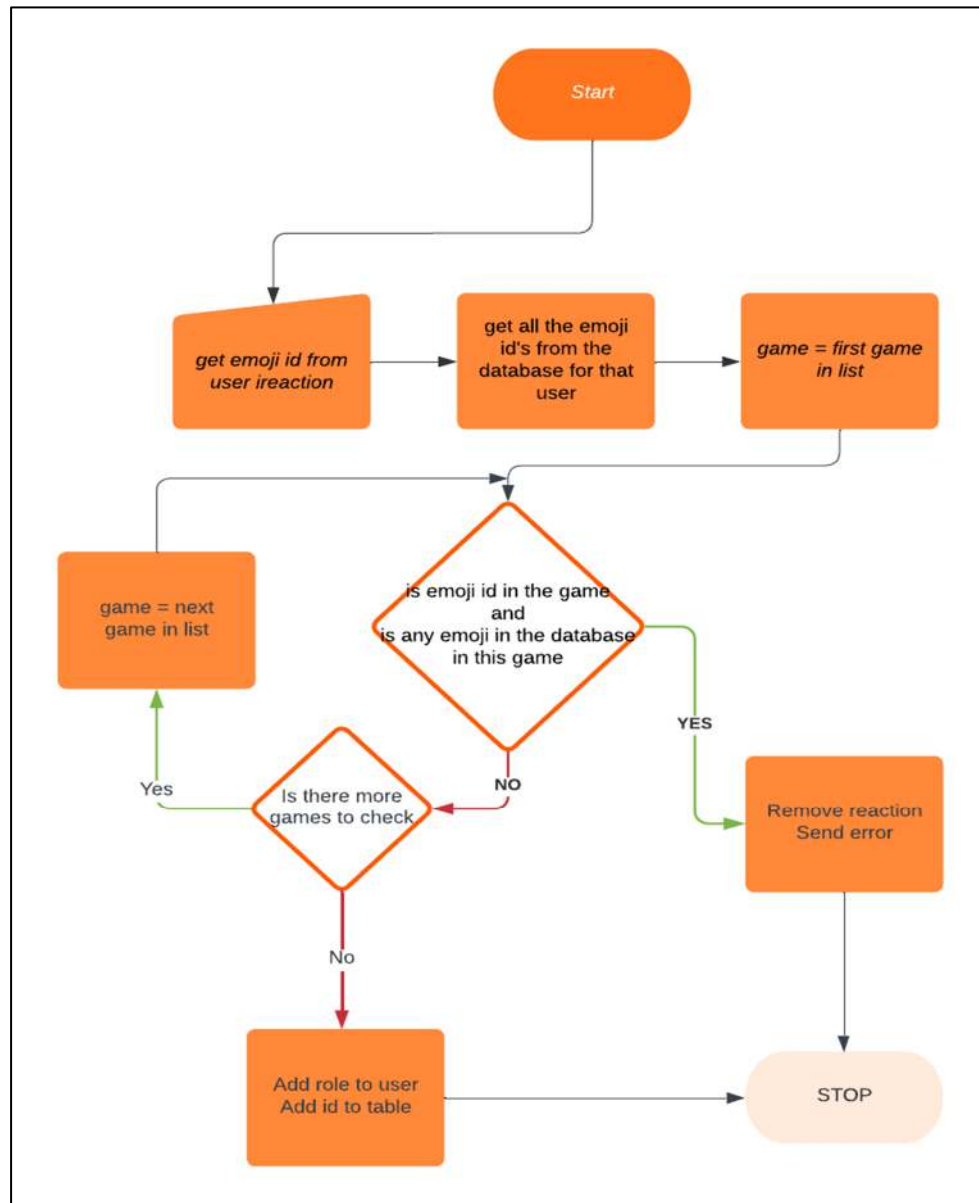 Start
get emoji id from
user ireaction
get all the emoji
id's from the
database for that
user
game = first game
in list
game = next
game in list
is emoji id in the game
and
is any emoji in the database
in this game
YES
NO
Yes
Is there more
games to check
Remove reaction
Send error
No
Add role to user
Add id to table
STOP